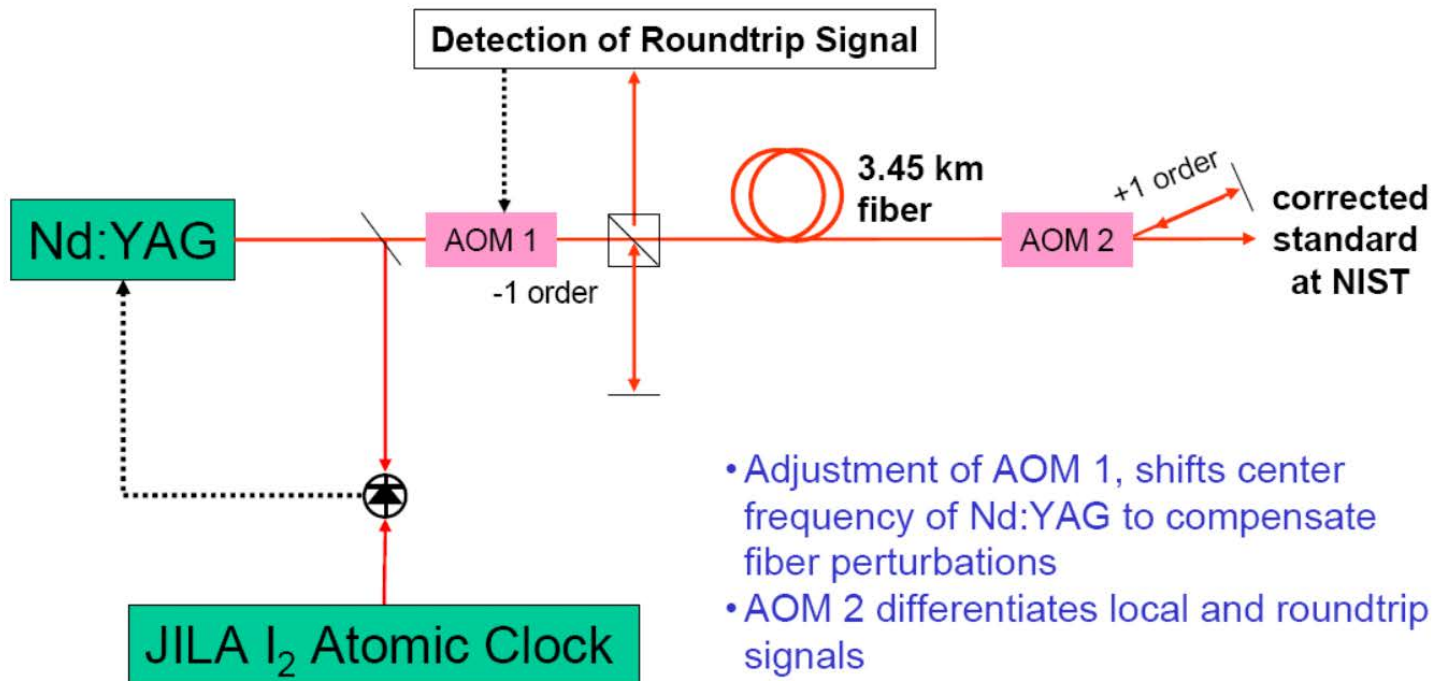 Detection of Roundtrip Signal
3.45 km
fiber
+1 order
corrected
standard
at NIST
Nd:YAG
AOM 1
AOM 2
-1 order
• Adjustment of AOM 1, shifts center
frequency of Nd:YAG to compensate
fiber perturbations
• AOM 2 differentiates local and roundtrip
signals
JILA I₂ Atomic Clock